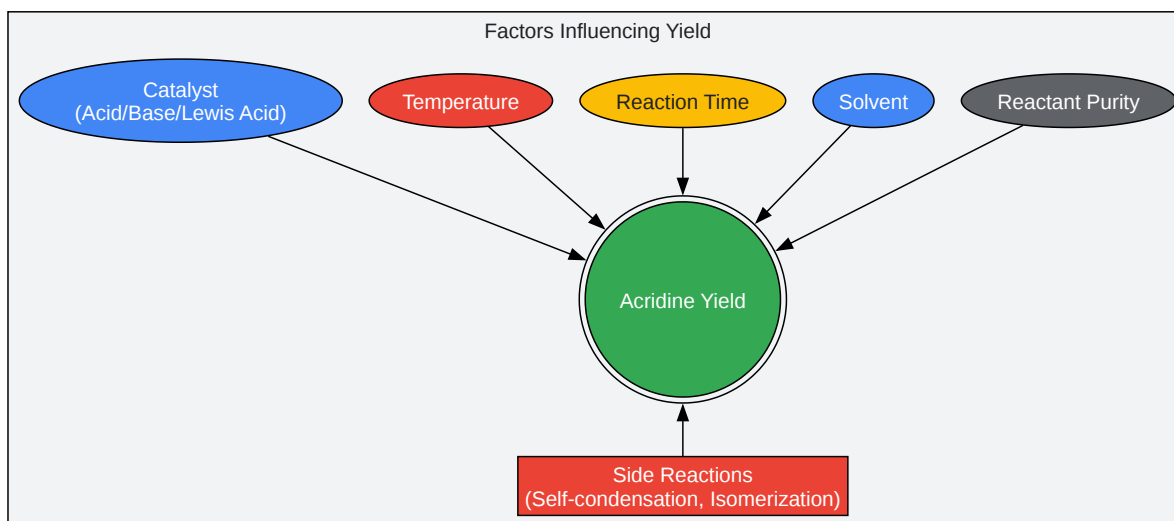 Factors Influencing Yield
Catalyst
(Acid/Base/Lewis Acid)
Temperature
Reaction Time
Solvent
Reactant Purity
Acridine Yield
Side Reactions
(Self-condensation, Isomerization)